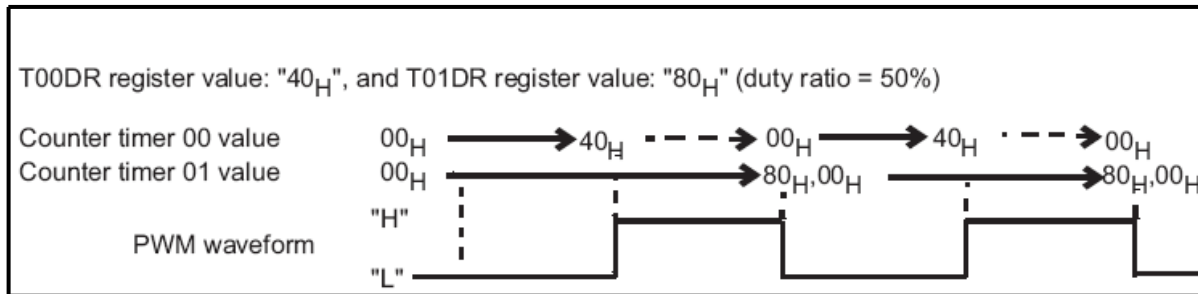 T00DR register value: "40H", and T01DR register value: "80H" (duty ratio = 50%)
Counter timer 00 value 00H 40H 00H 40H 00H
Counter timer 01 value 00H 80H,00H 80H,00H
"H"
PWM waveform
"L"